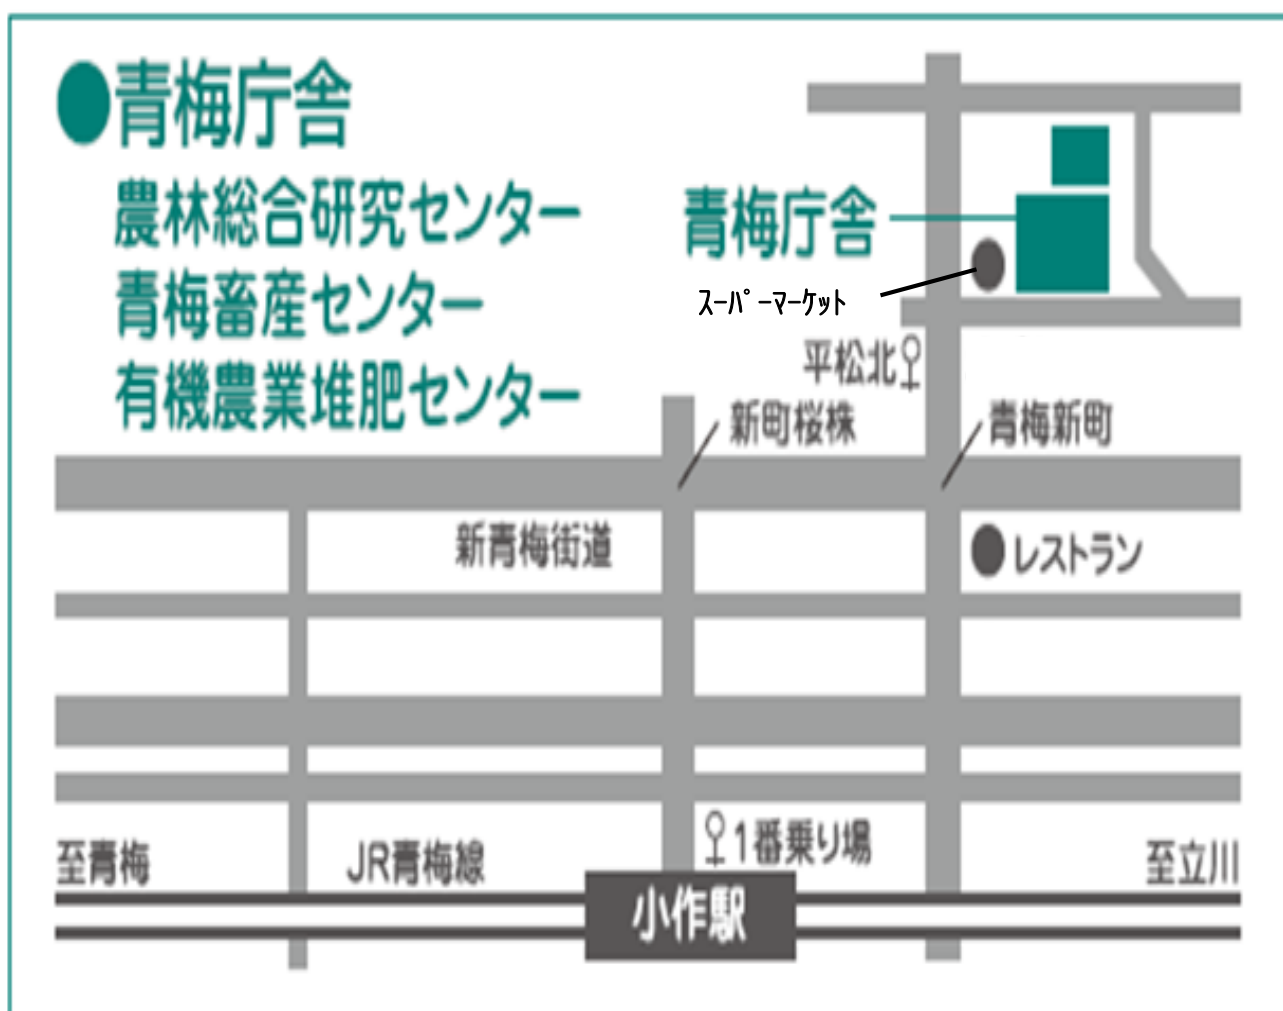 ●青梅庁舎
農林総合研究センター
青梅畜産センター
有機農業堆肥センター
青梅庁舎
スーパーマーケット
平松北
新町桜株
青梅新町
新青梅街道
レストラン
1番乗り場
至青梅
JR青梅線
至立川
小作駅